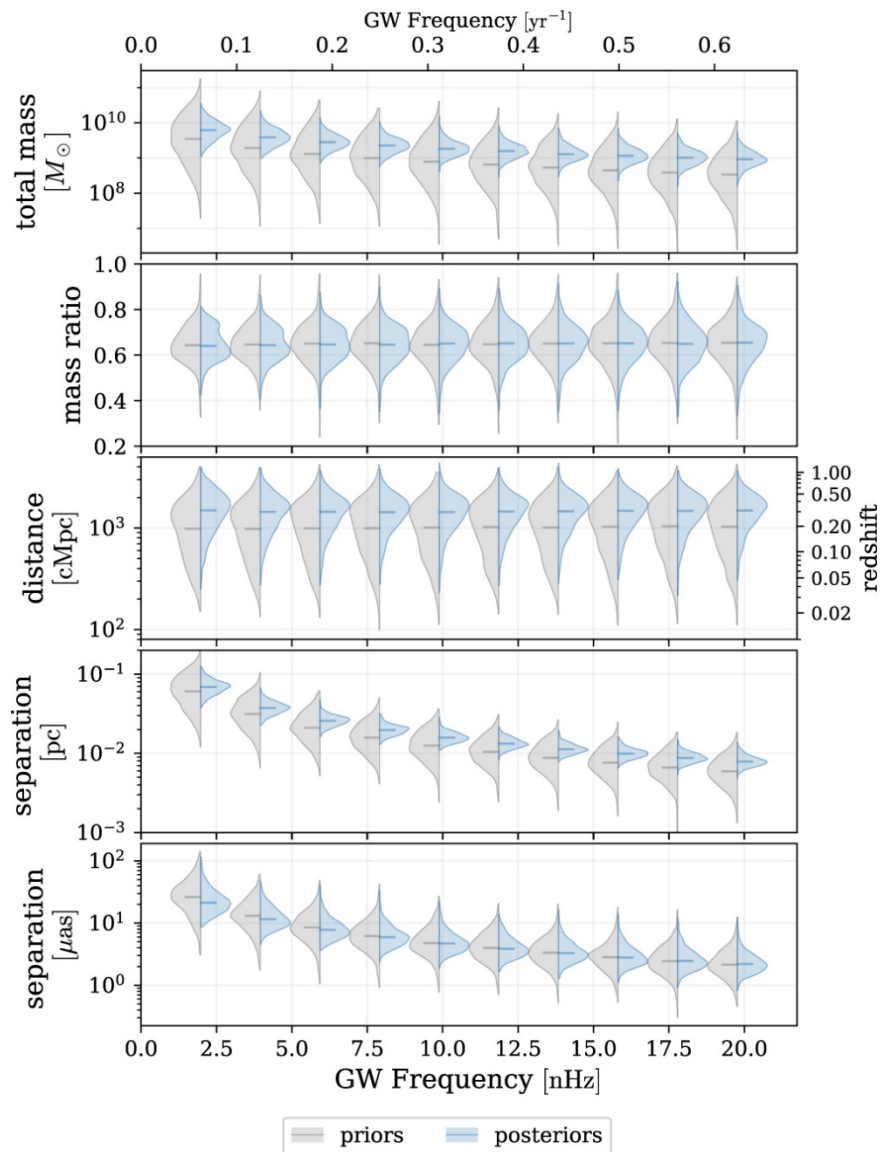 GW Frequency [yr⁻¹]
0.0 0.1 0.2 0.3 0.4 0.5 0.6
total mass
[M⊙]
10¹⁰
10⁸
mass ratio
1.0
0.8
0.6
0.4
0.2
distance
[cMpc]
10³
10²
redshift
1.00
0.50
0.20
0.10
0.05
0.02
separation
[pc]
10⁻¹
10⁻²
10⁻³
separation
[μas]
10²
10¹
10⁰
0.0 2.5 5.0 7.5 10.0 12.5 15.0 17.5 20.0
GW Frequency [nHz]
priors posteriors